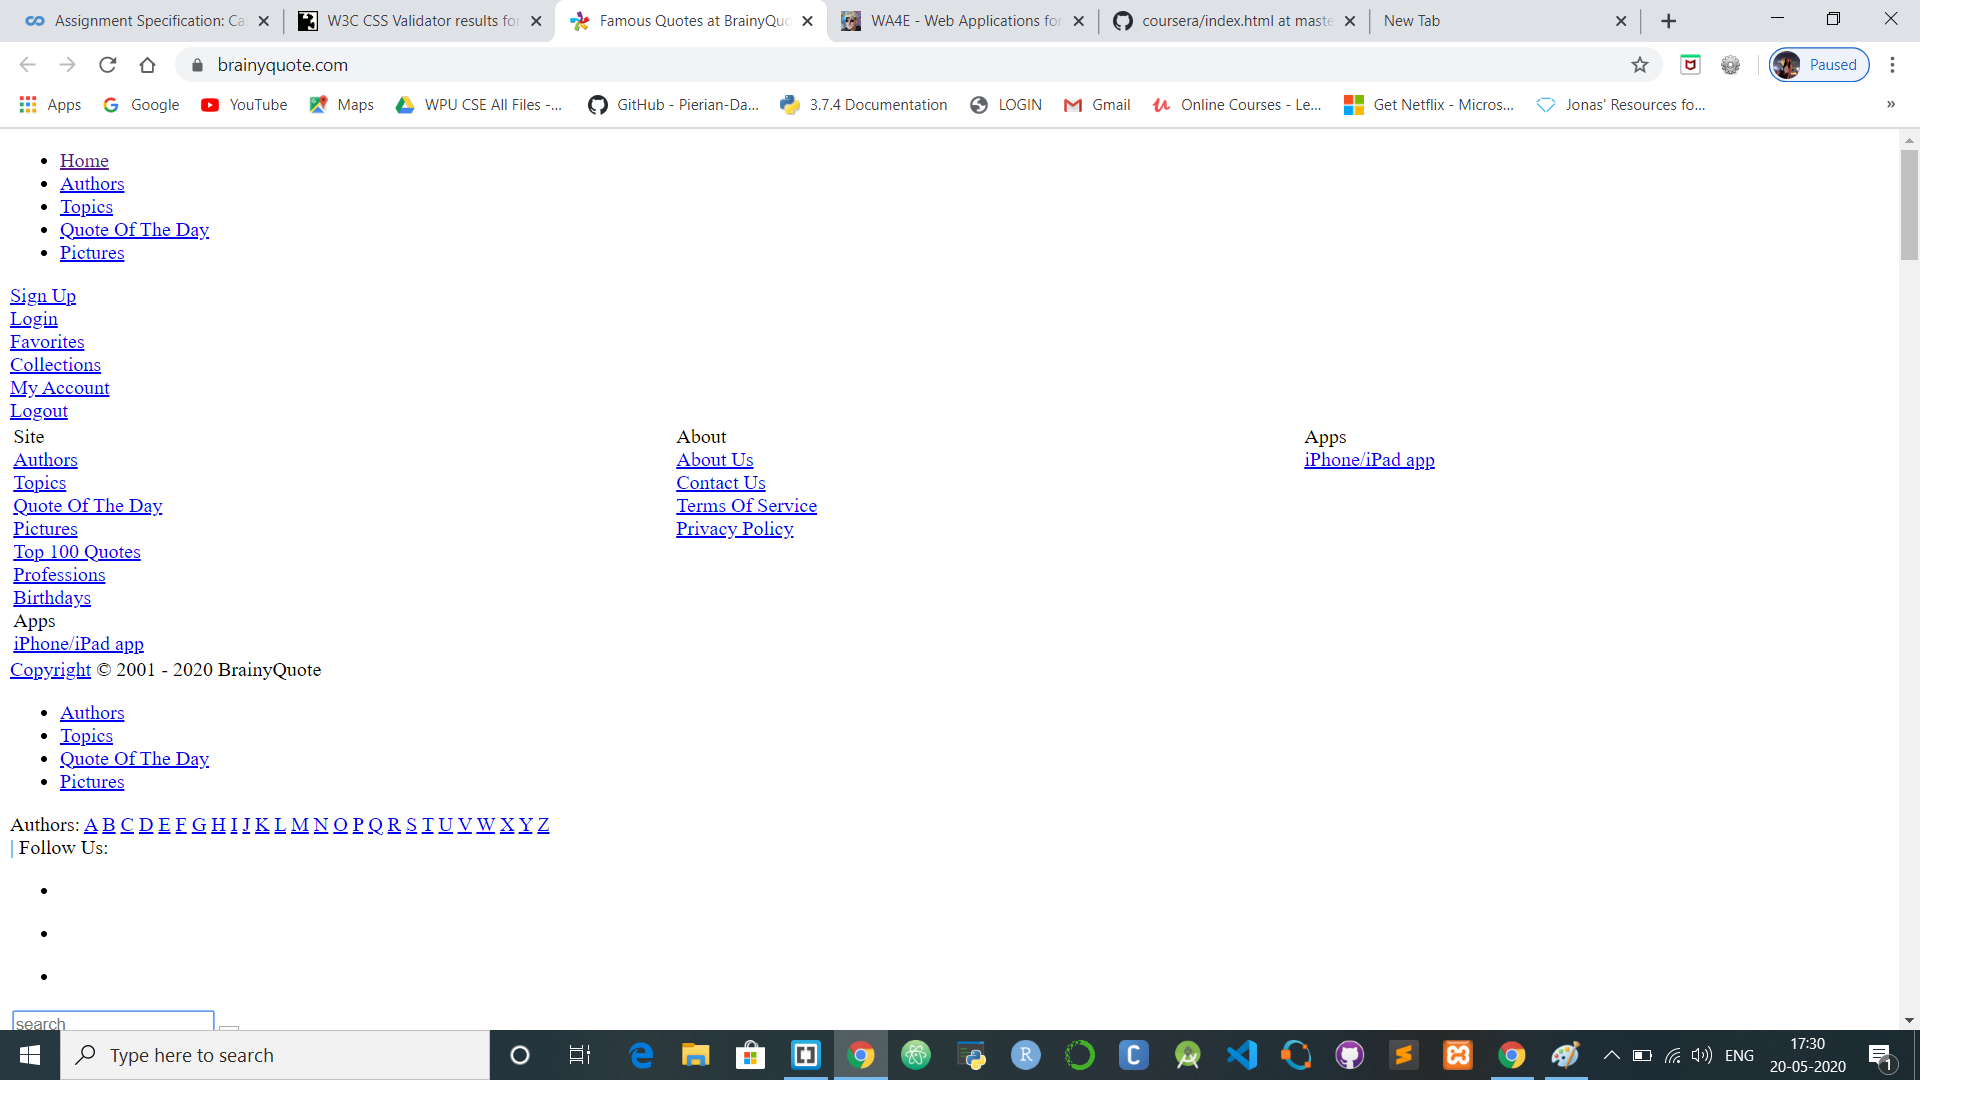 Assignment Specification: Ca
W3C CSS Validator results fo
Famous Quotes at BrainyQuo
WA4E - Web Applications for
coursera/index.html at maste
New Tab
brainyquote.com
Paused
Apps
Google
YouTube
Maps
WPU CSE All Files -...
GitHub - Pierian-Da...
3.7.4 Documentation
LOGIN
Gmail
Online Courses - Le...
Get Netflix - Micros...
Jonas' Resources fo...
»
Home
Authors
Topics
Quote Of The Day
Pictures
Sign Up
Login
Favorites
Collections
My Account
Logout
Site
Authors
Topics
Quote Of The Day
Pictures
Top 100 Quotes
Professions
Birthdays
Apps
iPhone/iPad app
About
About Us
Contact Us
Terms Of Service
Privacy Policy
Apps
iPhone/iPad app
Copyright © 2001 - 2020 BrainyQuote
Authors
Topics
Quote Of The Day
Pictures
Authors: A B C D E F G H I J K L M N O P Q R S T U V W X Y Z
| Follow Us:
search
Type here to search
ENG
17:30
20-05-2020
1